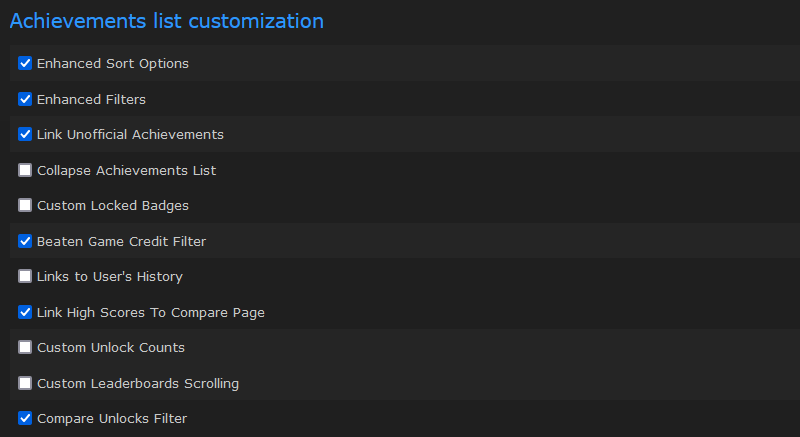 Achievements list customization
Enhanced Sort Options
Enhanced Filters
Link Unofficial Achievements
Collapse Achievements List
Custom Locked Badges
Beaten Game Credit Filter
Links to User's History
Link High Scores To Compare Page
Custom Unlock Counts
Custom Leaderboards Scrolling
Compare Unlocks Filter